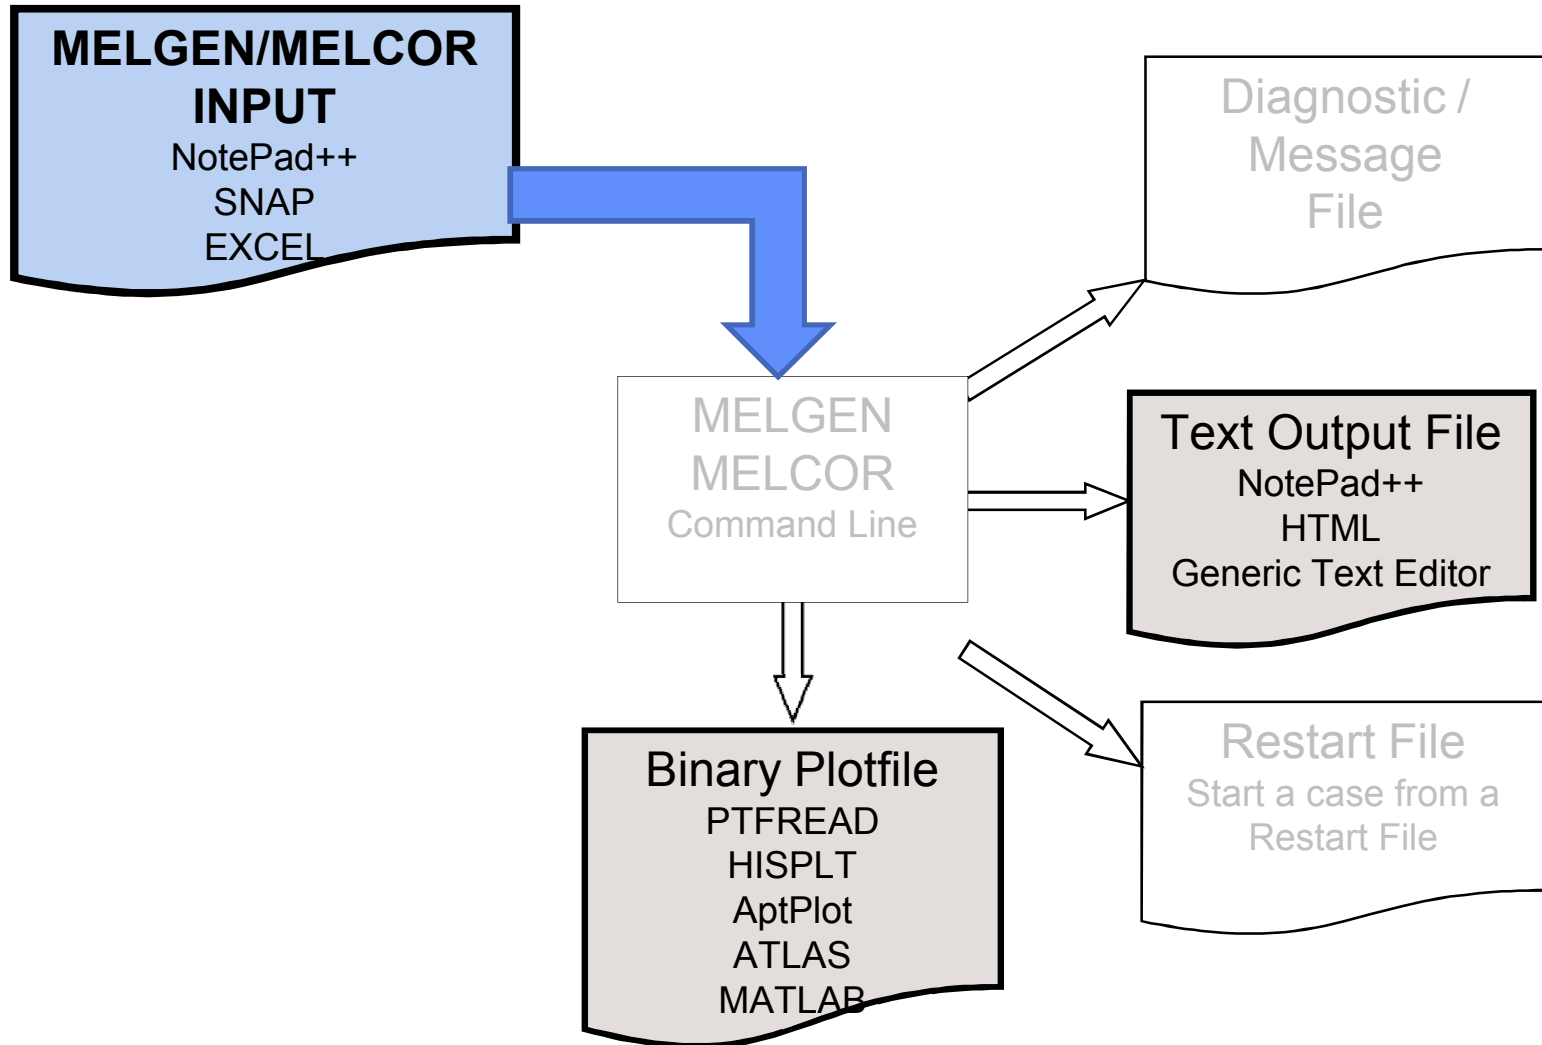 MELGEN/MELCOR
INPUT
NotePad++
SNAP
EXCEL
Diagnostic /
Message
File
MELGEN
MELCOR
Command Line
Text Output File
NotePad++
HTML
Generic Text Editor
Binary Plotfile
PTFREAD
HISPLT
AptPlot
ATLAS
MATLAB
Restart File
Start a case from a
Restart File